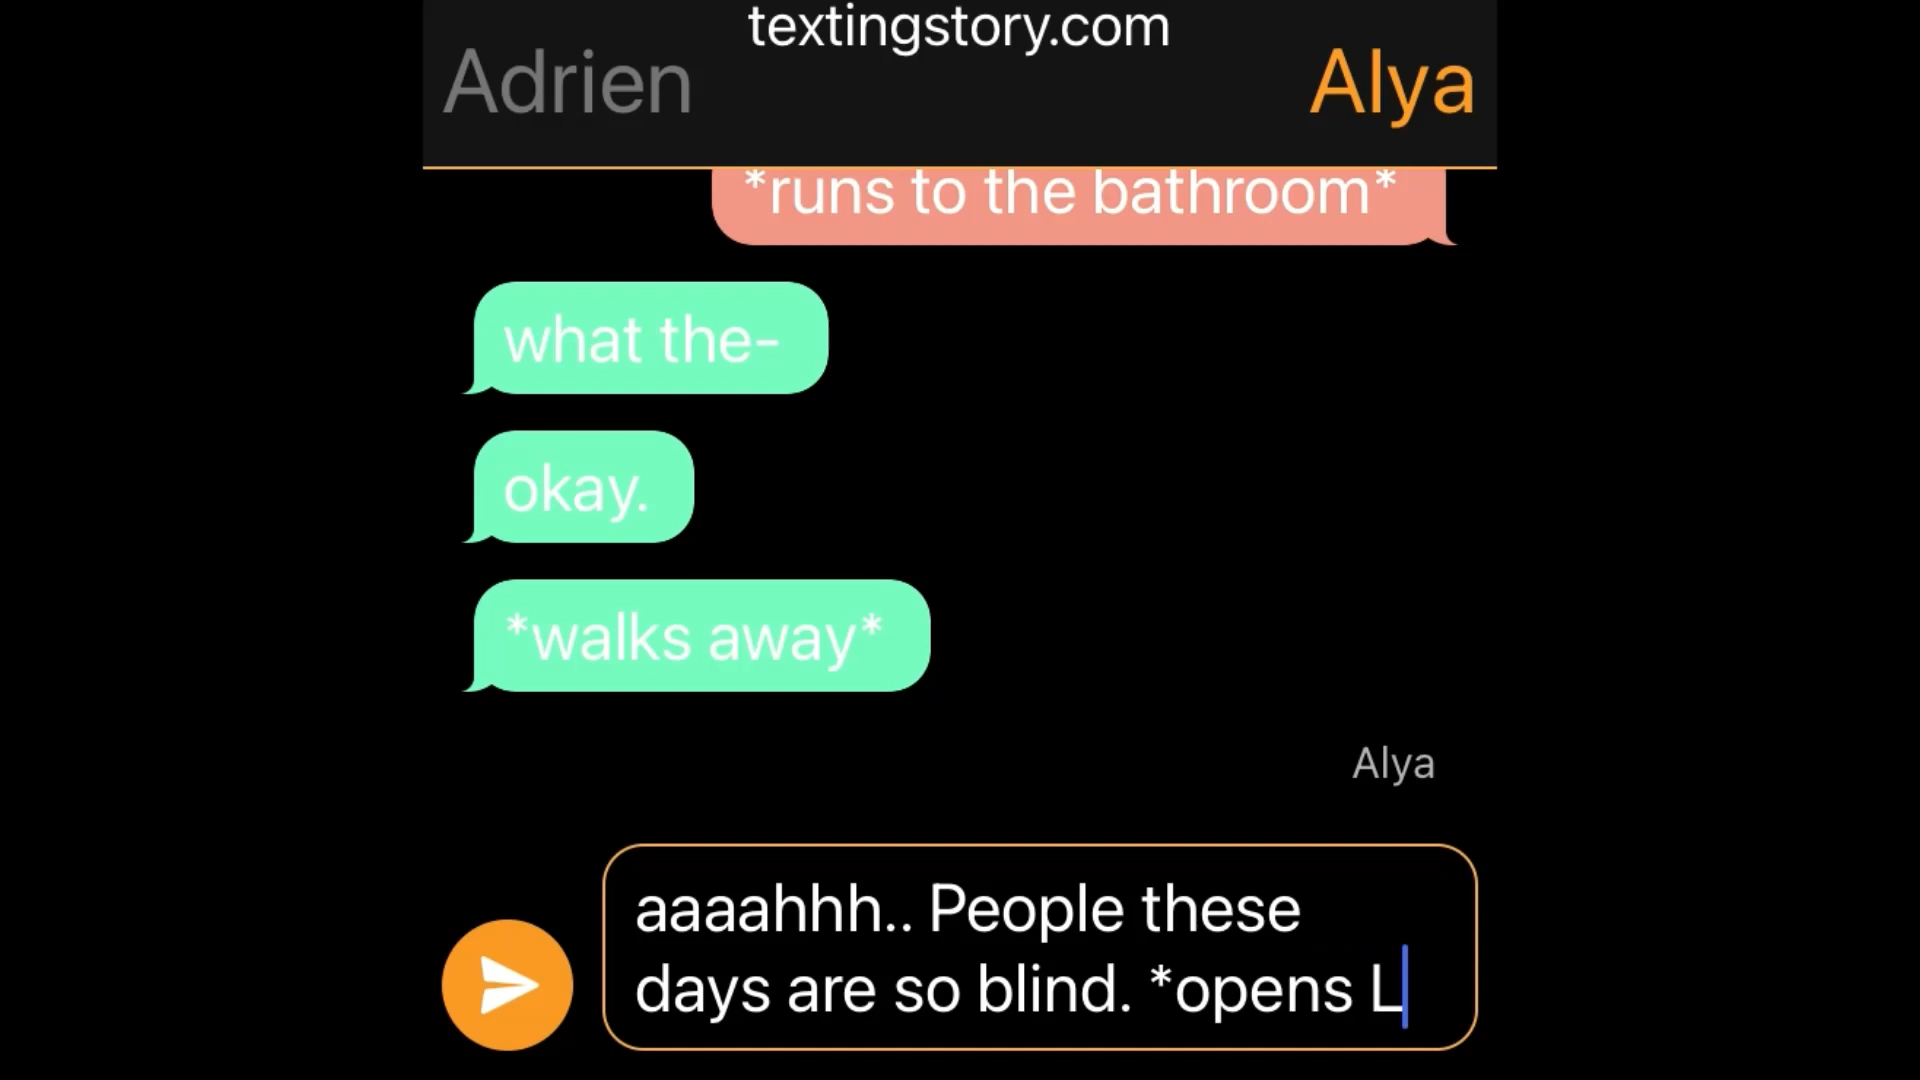 textingstory.com
Adrien
Alya
*runs to the bathroom*
what the-
okay.
*walks away*
Alya
aaaahhh.. People these
days are so blind. *opens L